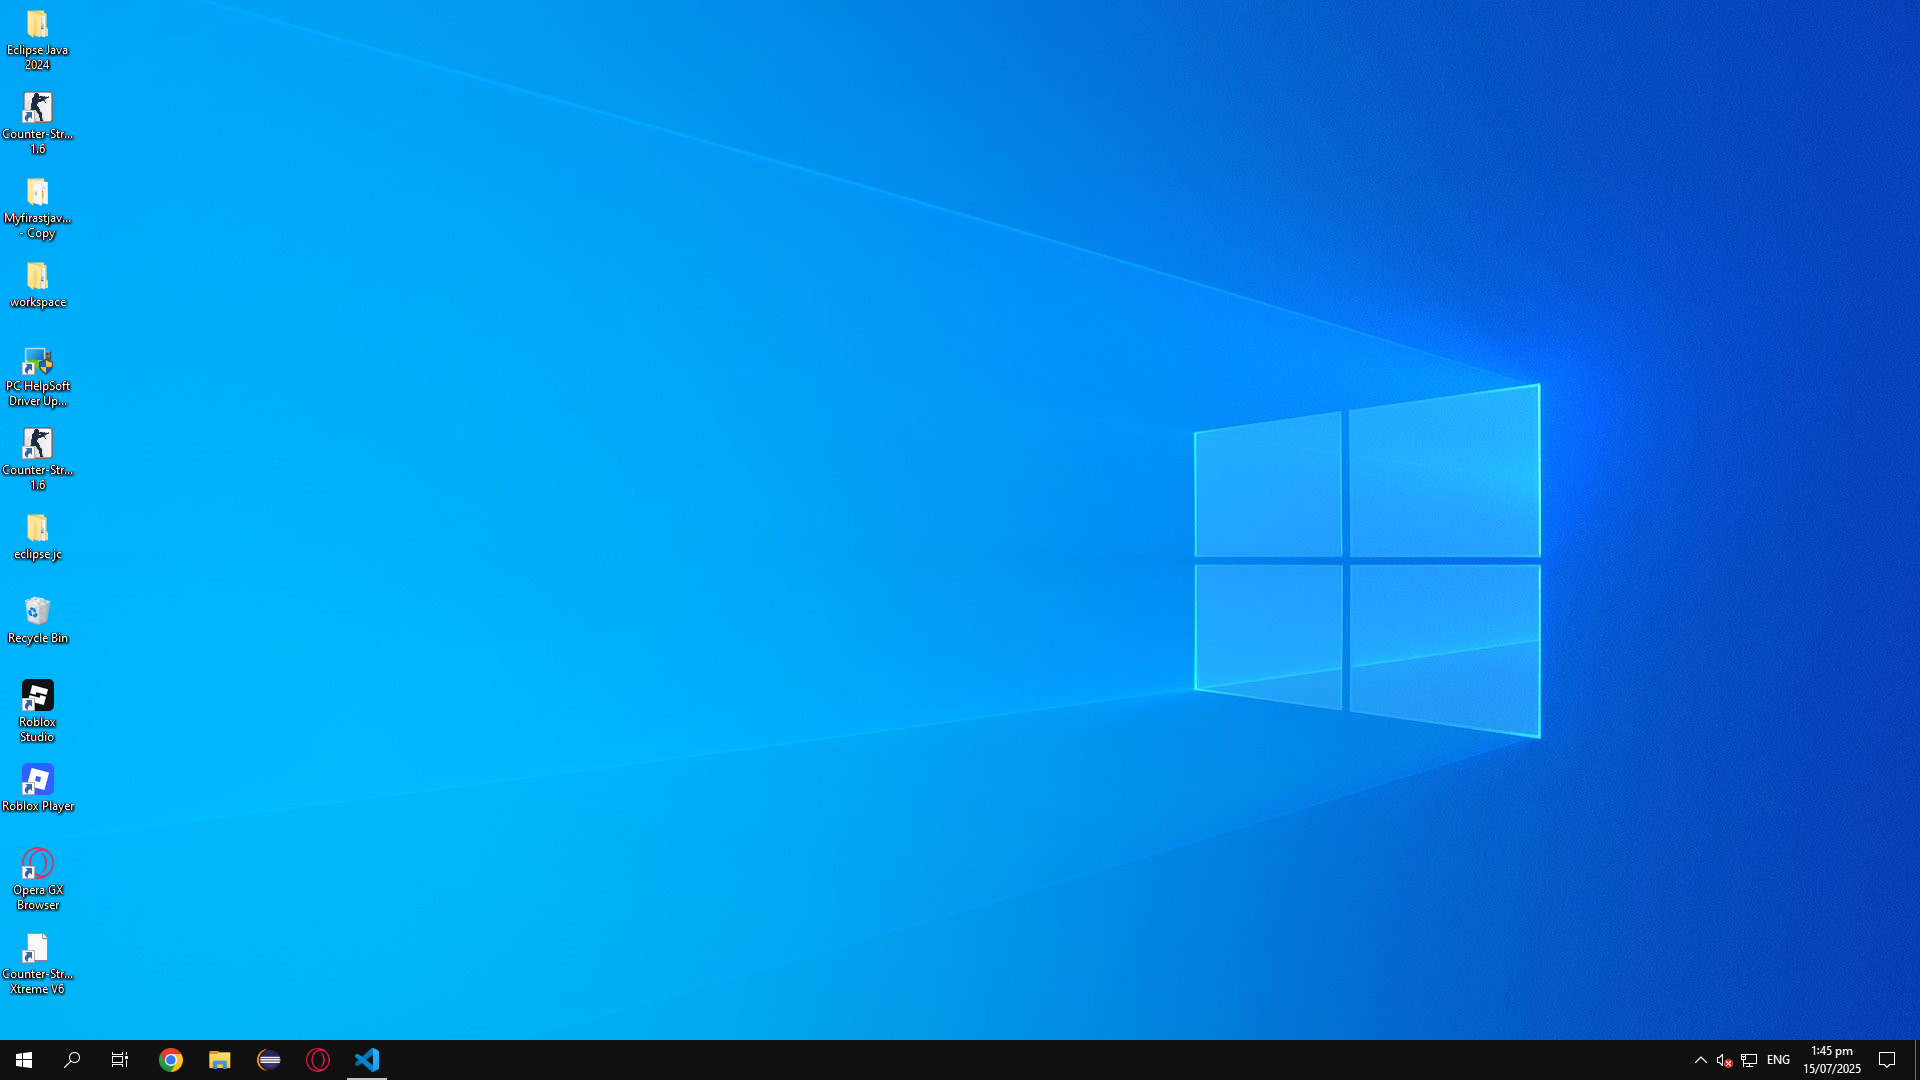 Eclipse Java
2024
Counter-Str...
1.6
Myfirastjav...
- Copy
workspace
PC HelpSoft
Driver Up...
Counter-Str...
1.6
eclipse jc
Recycle Bin
Roblox
Studio
Roblox Player
Opera GX
Browser
Counter-Str...
Xtreme V6
ENG
1:45 pm
15/07/2025